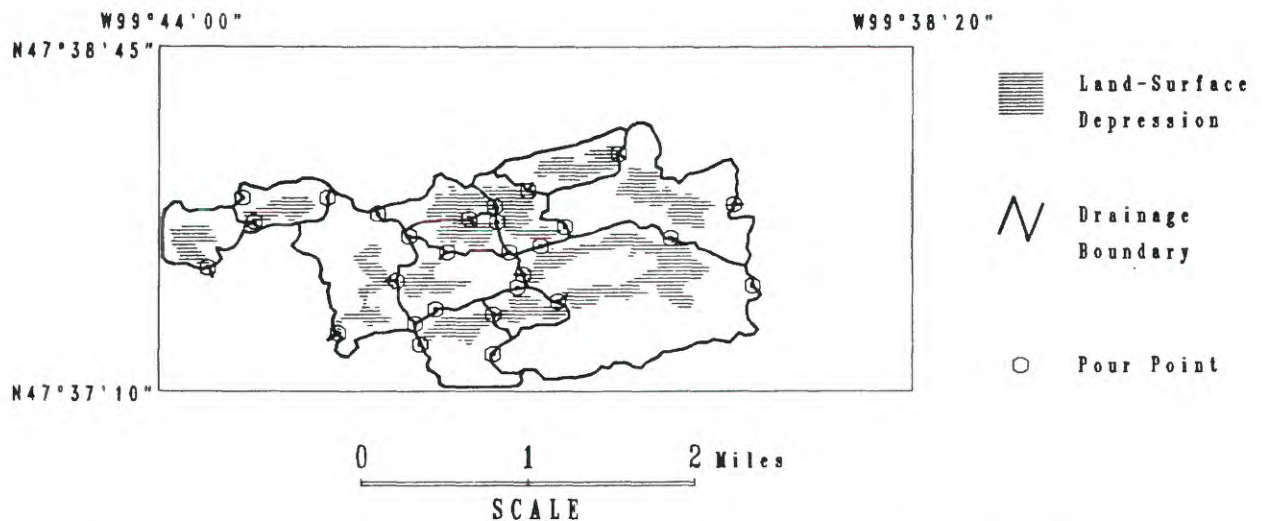 W99°44'00" W99°38'20"
N47°38'45"
Land-Surface
Depression
Drainage
Boundary
Pour Point
N47°37'10"
0 1 2 Miles
SCALE